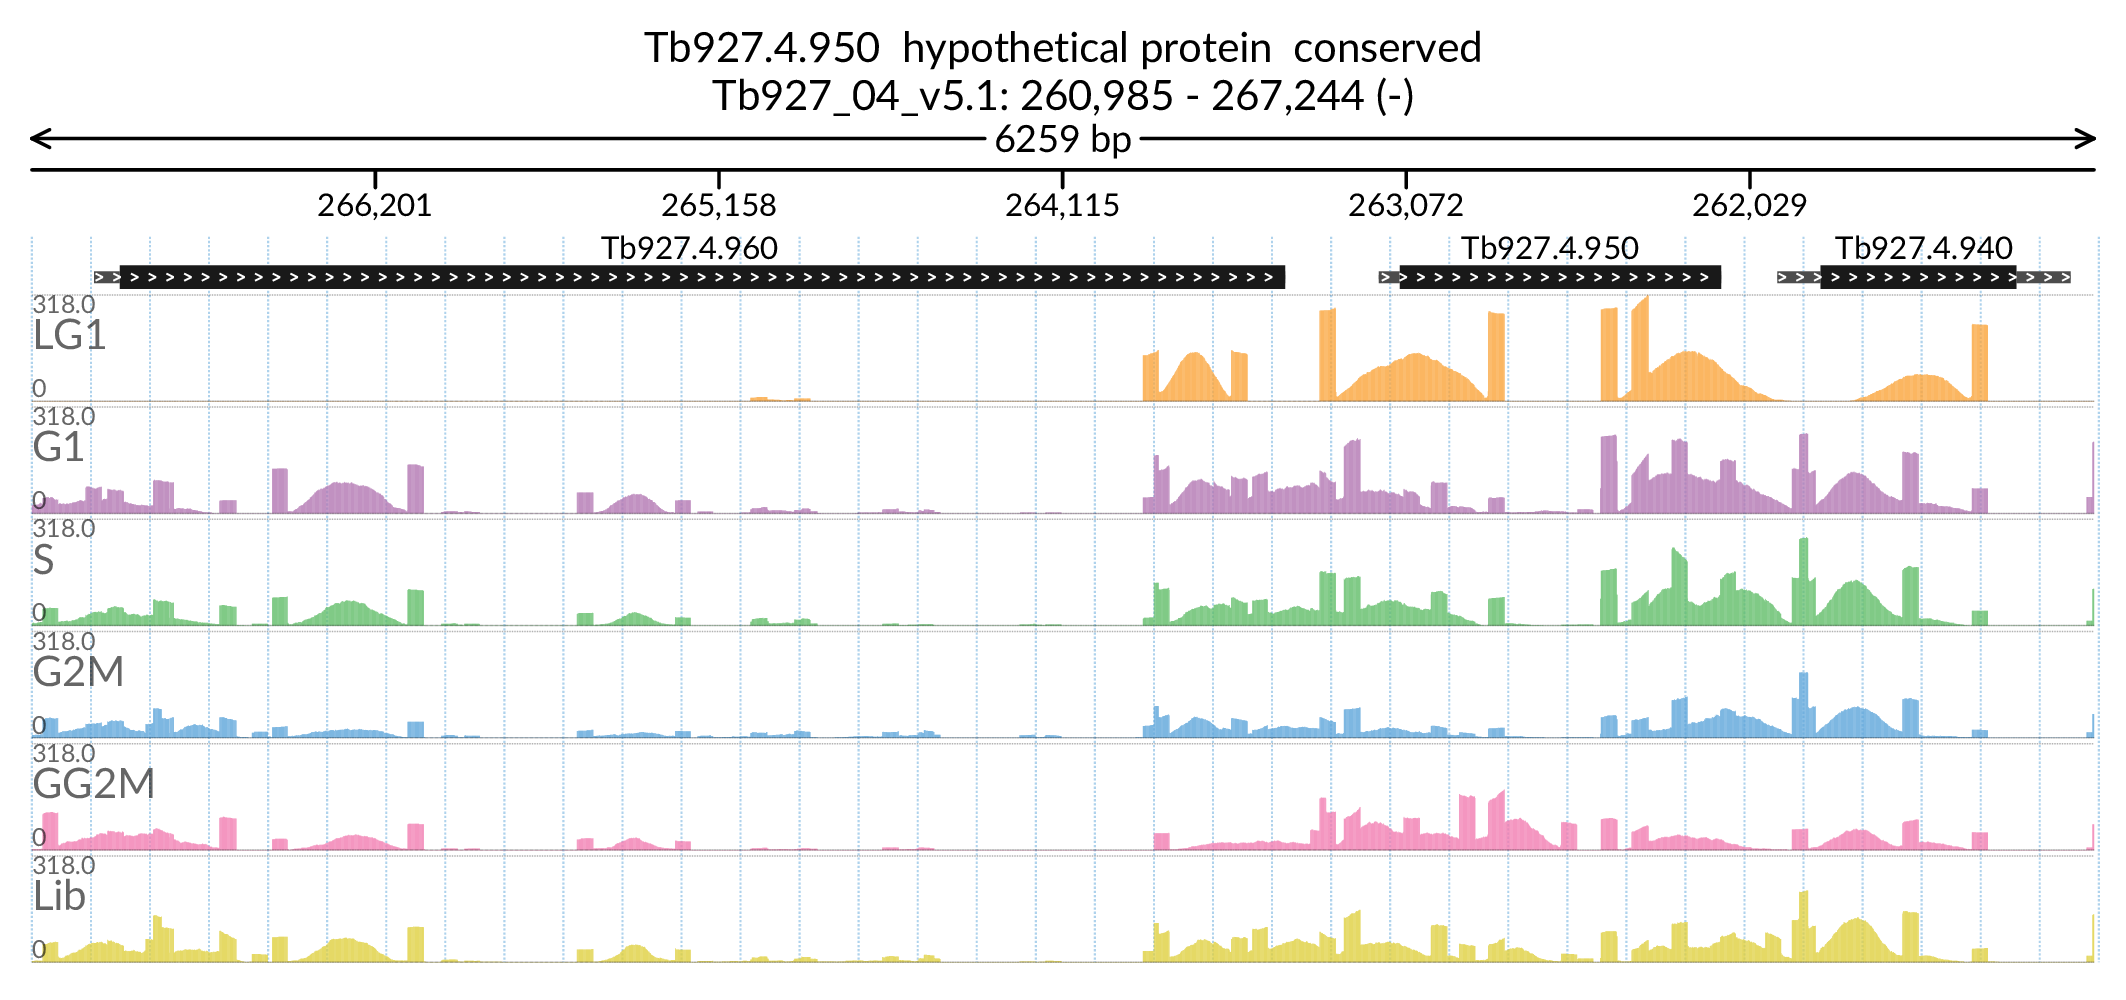 Tb927.4.950 hypothetical protein conserved
Tb927_04_v5.1: 260,985 - 267,244 (-)
6259 bp
266,201 265,158 264,115 263,072 262,029
Tb927.4.960 Tb927.4.950 Tb927.4.940
318.0
LG1
0
318.0
G1
0
318.0
S
0
318.0
G2M
0
318.0
GG2M
0
318.0
Lib
0